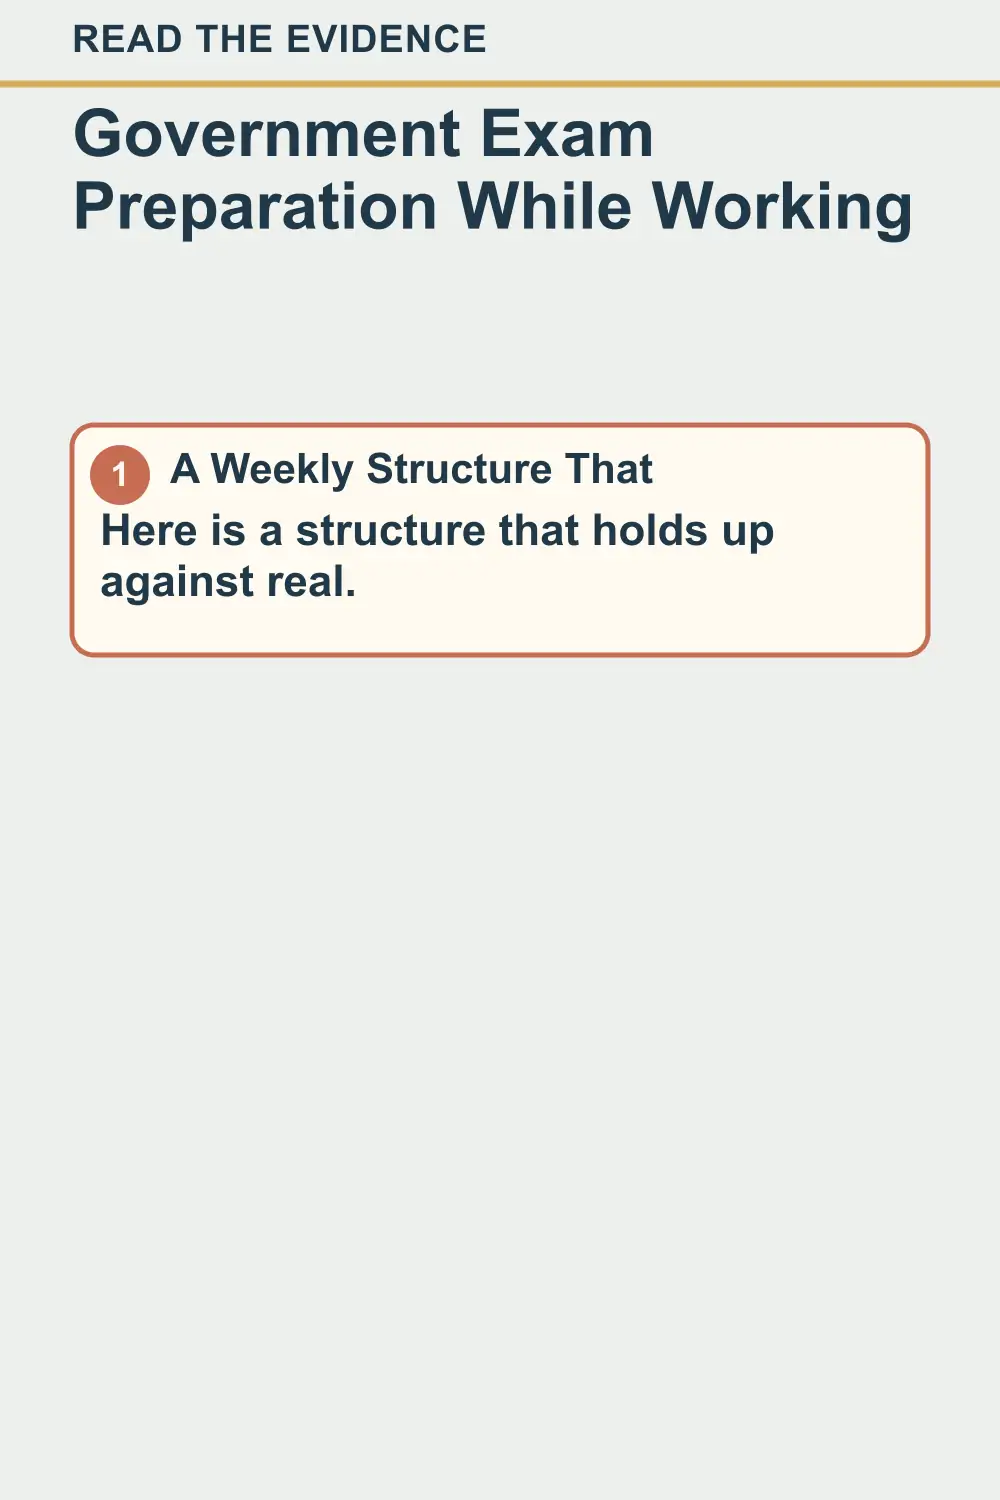 READ THE EVIDENCE
Government Exam
Preparation While Working
1 A Weekly Structure That
Here is a structure that holds up
against real.